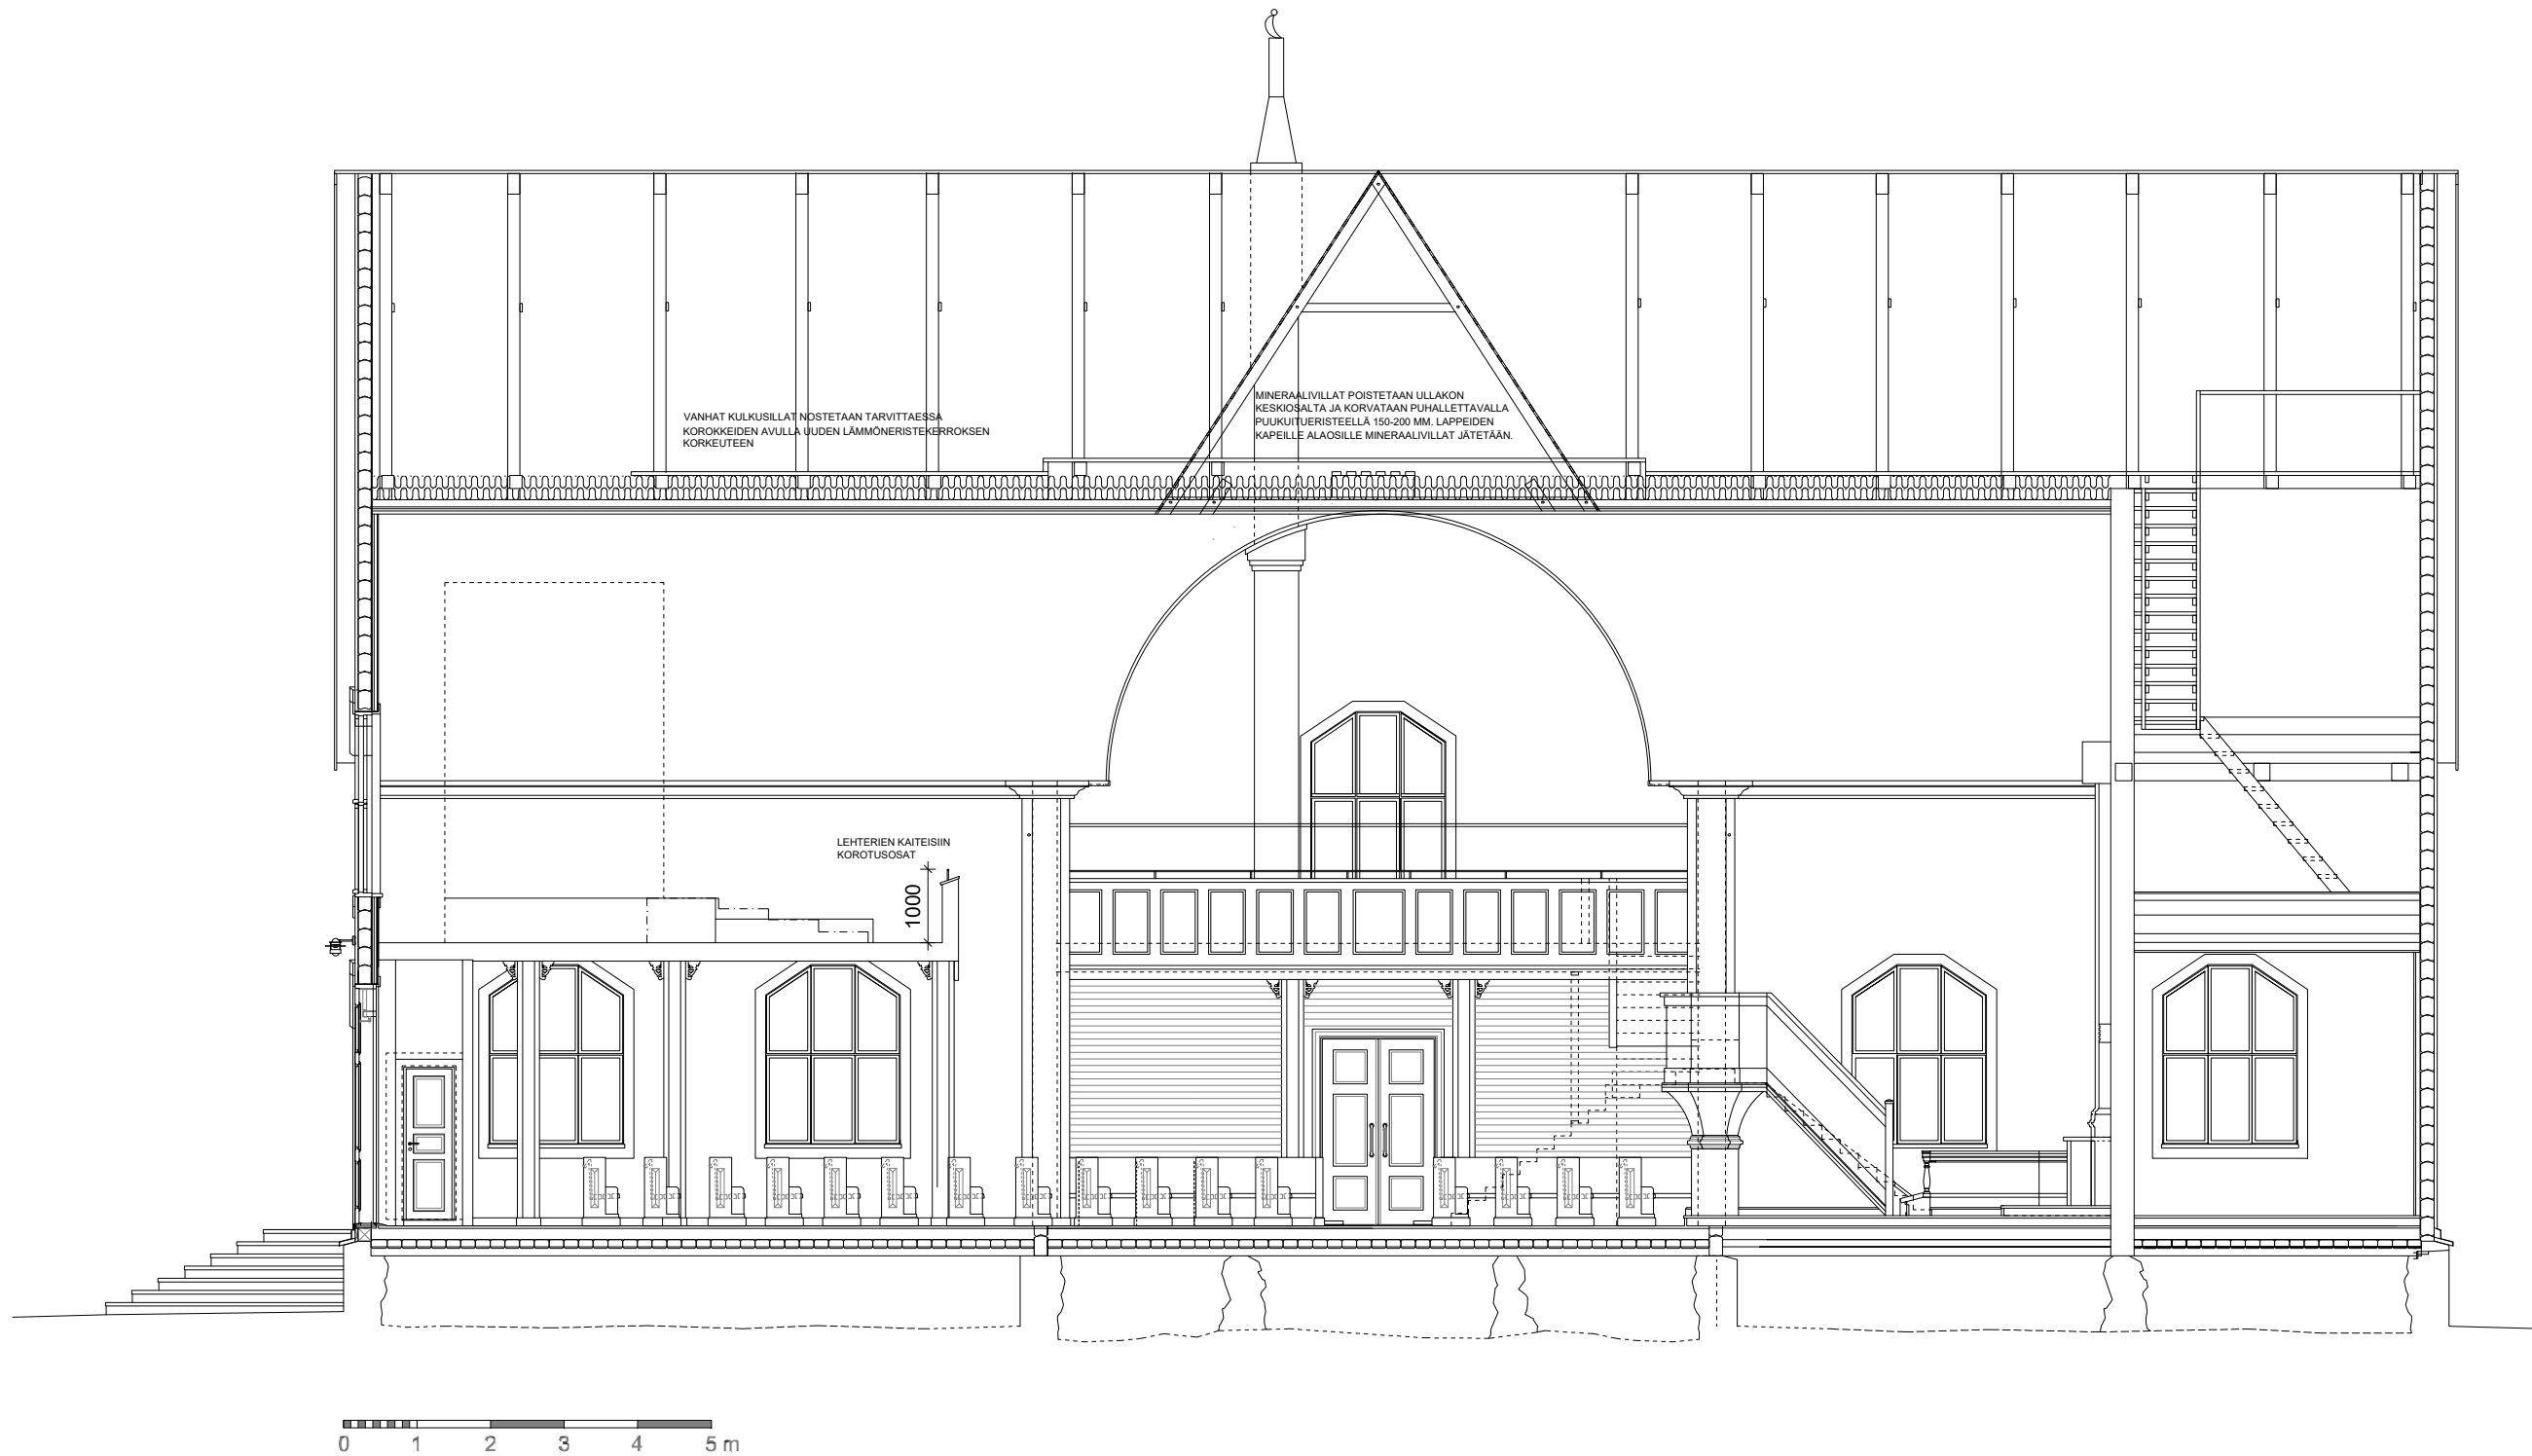 VANHAT KULKUSILLAT NOSTETAAN TARVITTAESSA
KOROKKEIDEN AVULLA UUDEN LÄMMÖNERISTEKERROKSEN
KORKEUTEEN
MINERAALIVILLAT POISTETAAN ULLAKON
KESKIOSALTA JA KORVATAAN PUHALLETTAVALLA
PUUKUITUERISTEELLÄ 150-200 MM. LAPPEIDEN
KAPEILLE ALAOSILLE MINERAALIVILLAT JÄTETÄÄN.
LEHTERIEN KAITEISIIN
KOROTUSOSAT
1000
0 1 2 3 4 5 m